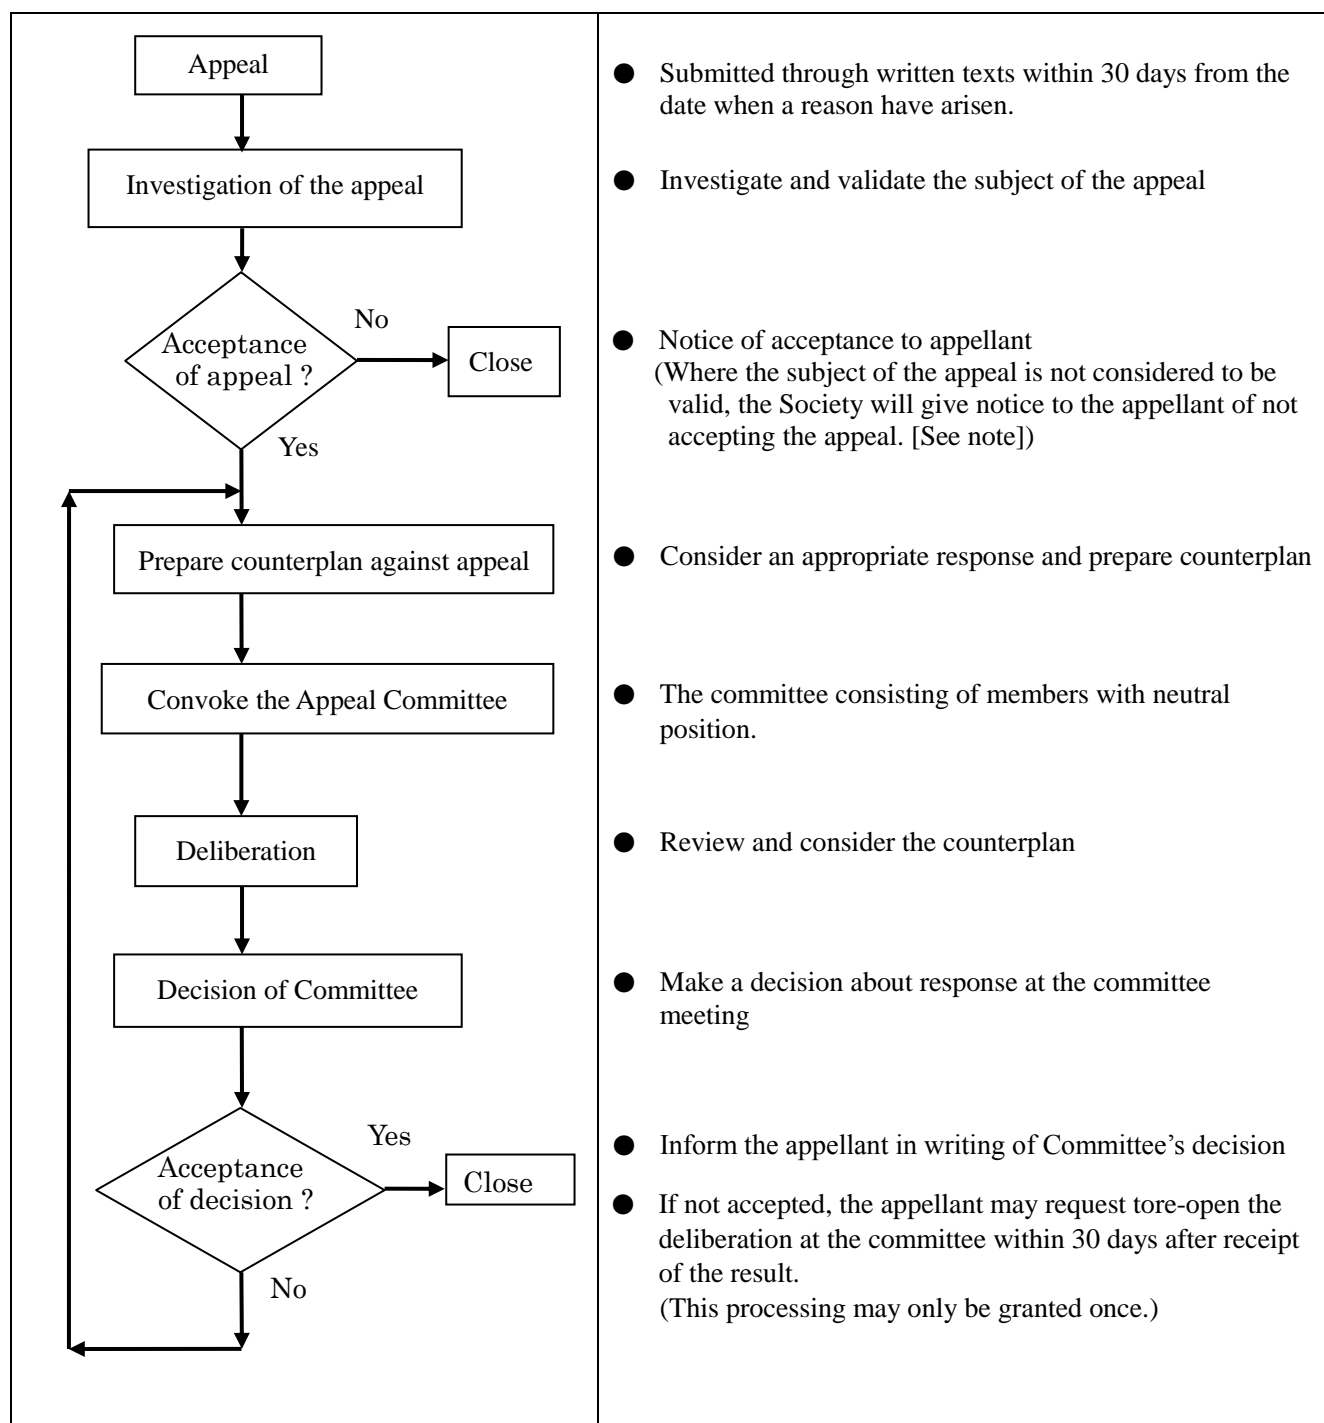 Appeal
● Submitted through written texts within 30 days from the
date when a reason have arisen.
Investigation of the appeal
● Investigate and validate the subject of the appeal
No
Acceptance
of appeal ?
Close
Yes
● Notice of acceptance to appellant
(Where the subject of the appeal is not considered to be
valid, the Society will give notice to the appellant of not
accepting the appeal. [See note])
Prepare counterplan against appeal
● Consider an appropriate response and prepare counterplan
Convoke the Appeal Committee
● The committee consisting of members with neutral
position.
Deliberation
● Review and consider the counterplan
Decision of Committee
● Make a decision about response at the committee
meeting
Yes
Acceptance
of decision ?
Close
No
● Inform the appellant in writing of Committee’s decision
● If not accepted, the appellant may request tore-open the
deliberation at the committee within 30 days after receipt
of the result.
(This processing may only be granted once.)